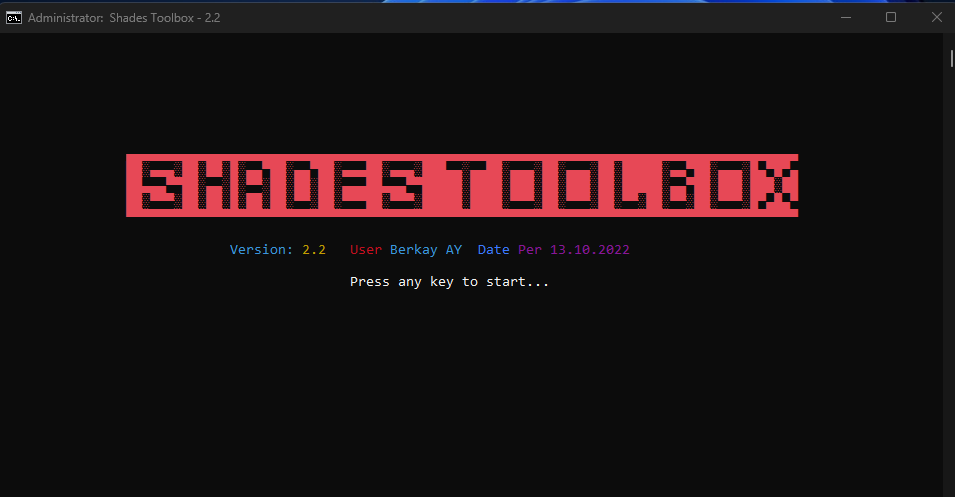 Administrator: Shades Toolbox - 2.2
SHADES TOOLBOX
Version: 2.2 User Berkay AY Date Per 13.10.2022
Press any key to start...